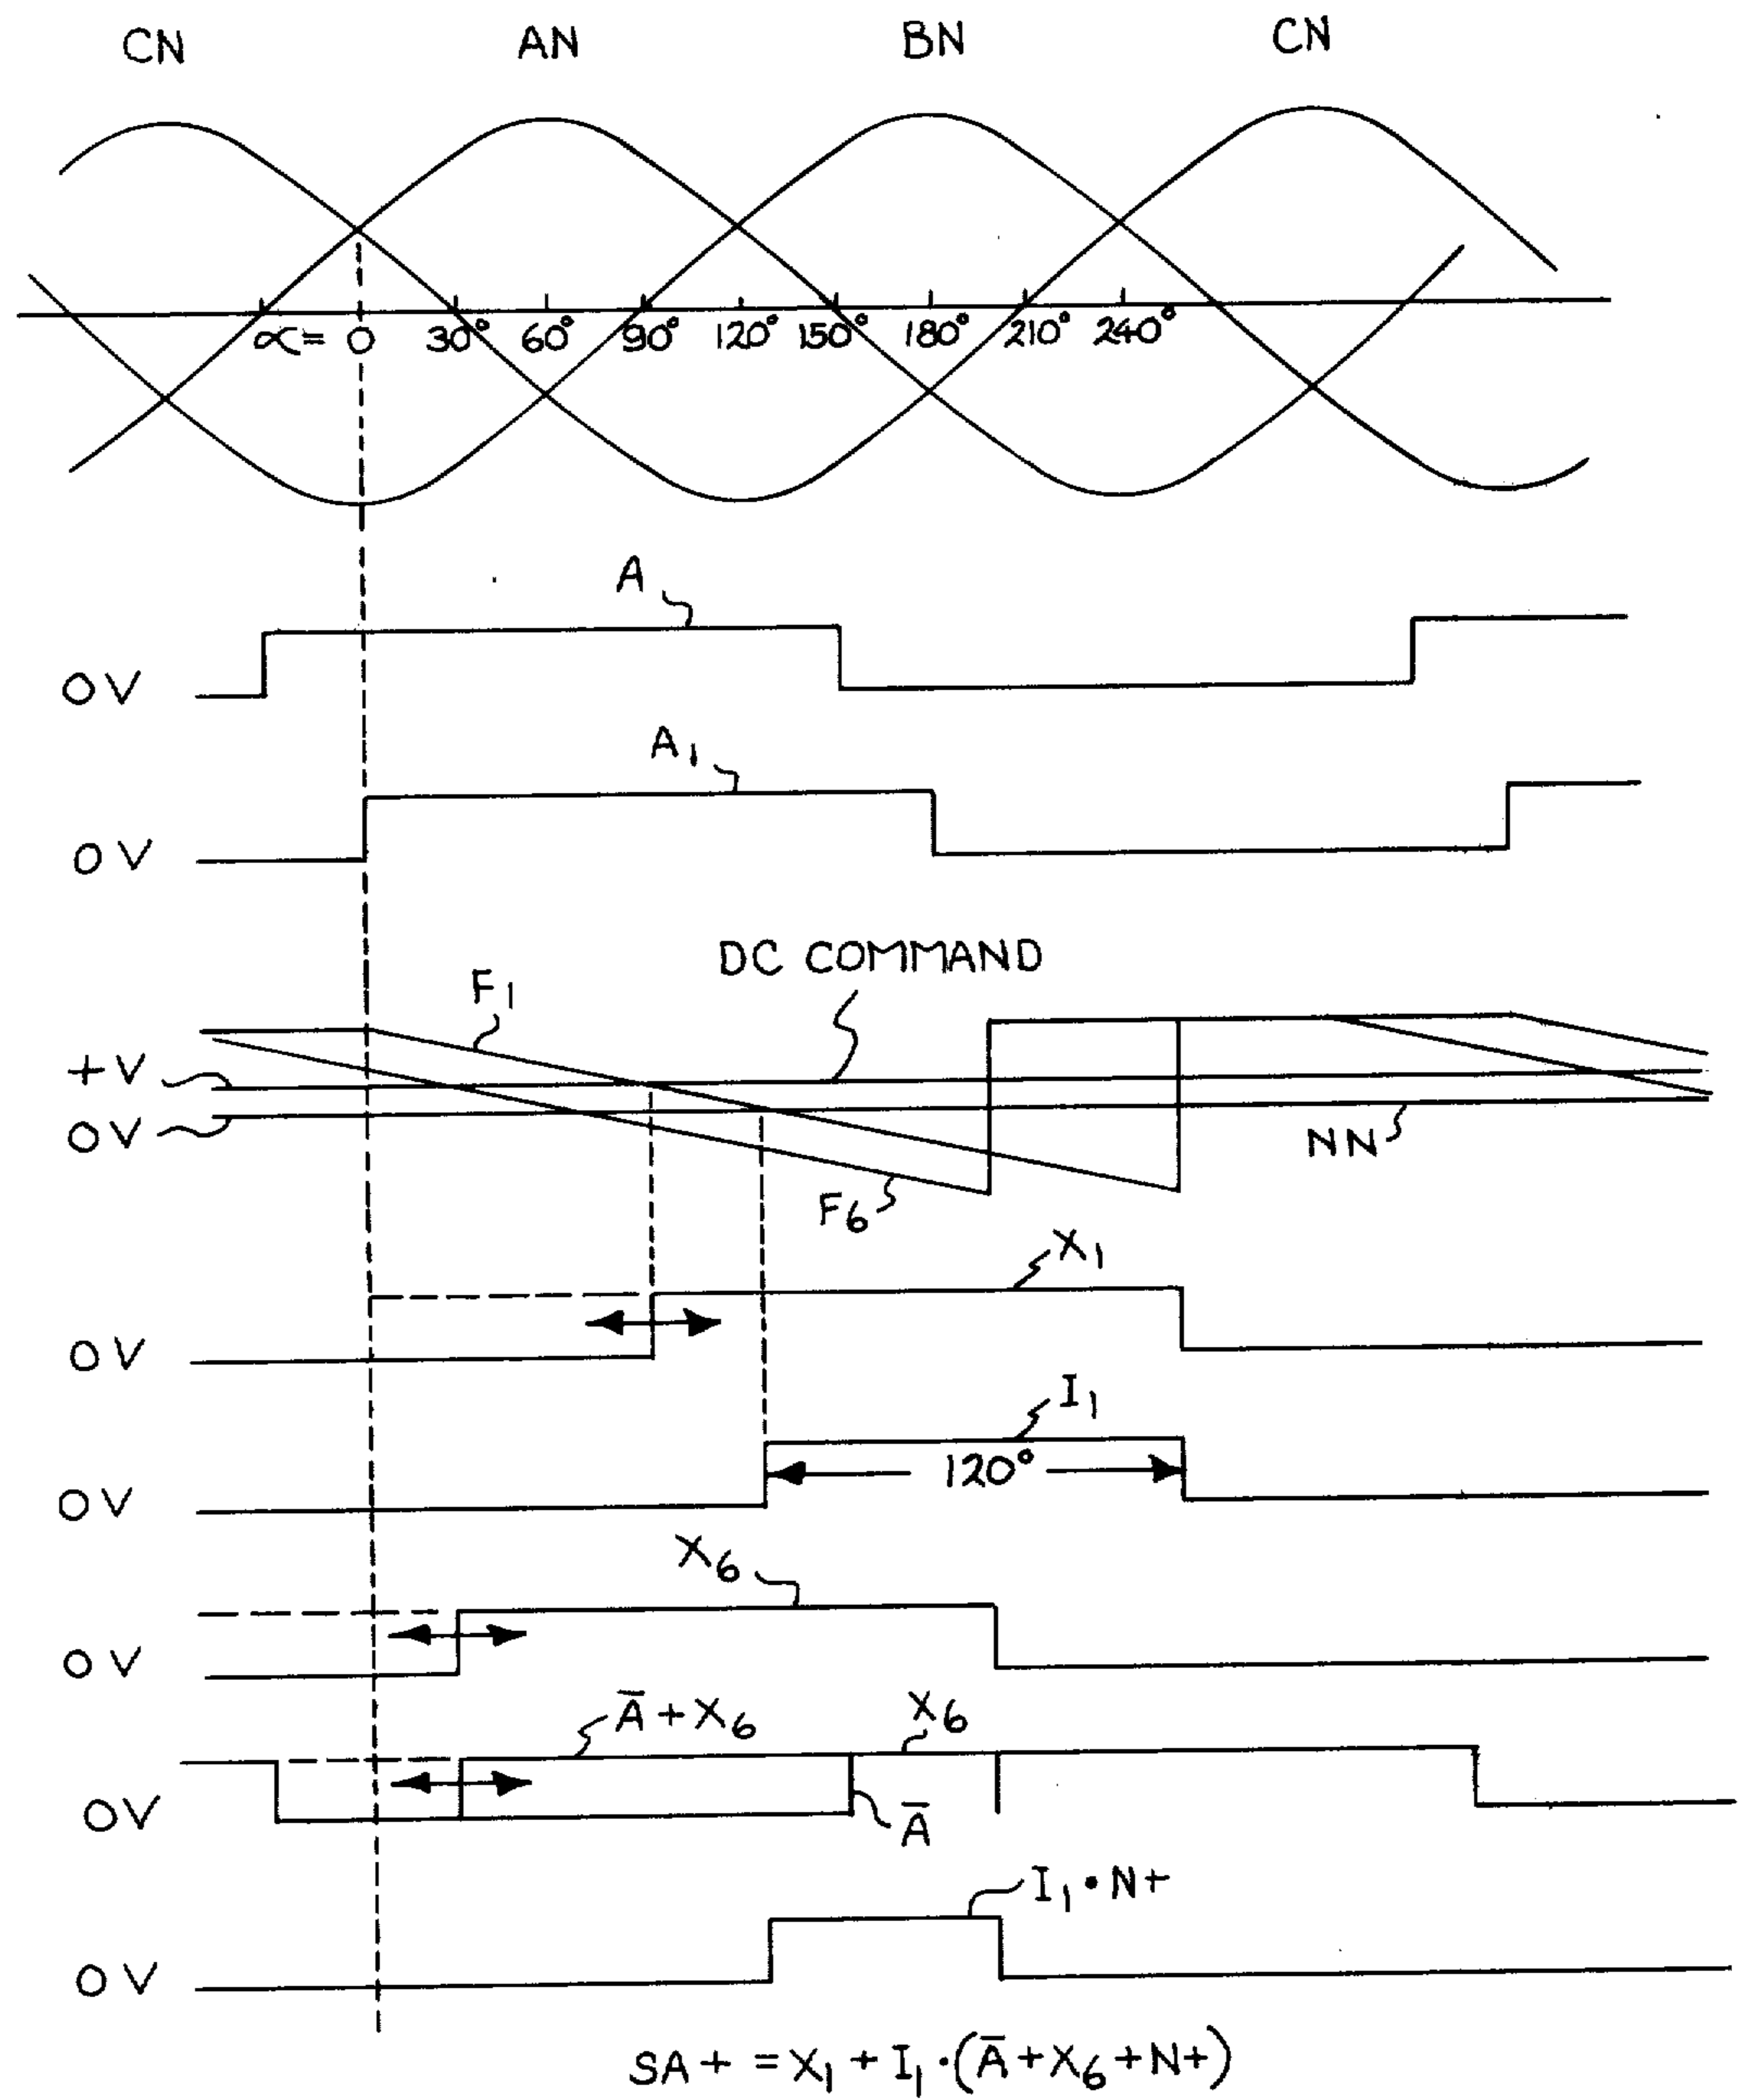 CN AN BN CN
∝= 0 30° 60° 90° 120° 150° 180° 210° 240°
A
0V
A₁
0V
DC COMMAND
F₁
+V
0V
NN
F₆
X₁
0V
I₁
120°
0V
X₆
0V
A̅+X₆ X₆
0V
A̅
I₁•N+
0V
SA+ =X₁+I₁•(A̅+X₆+N+)